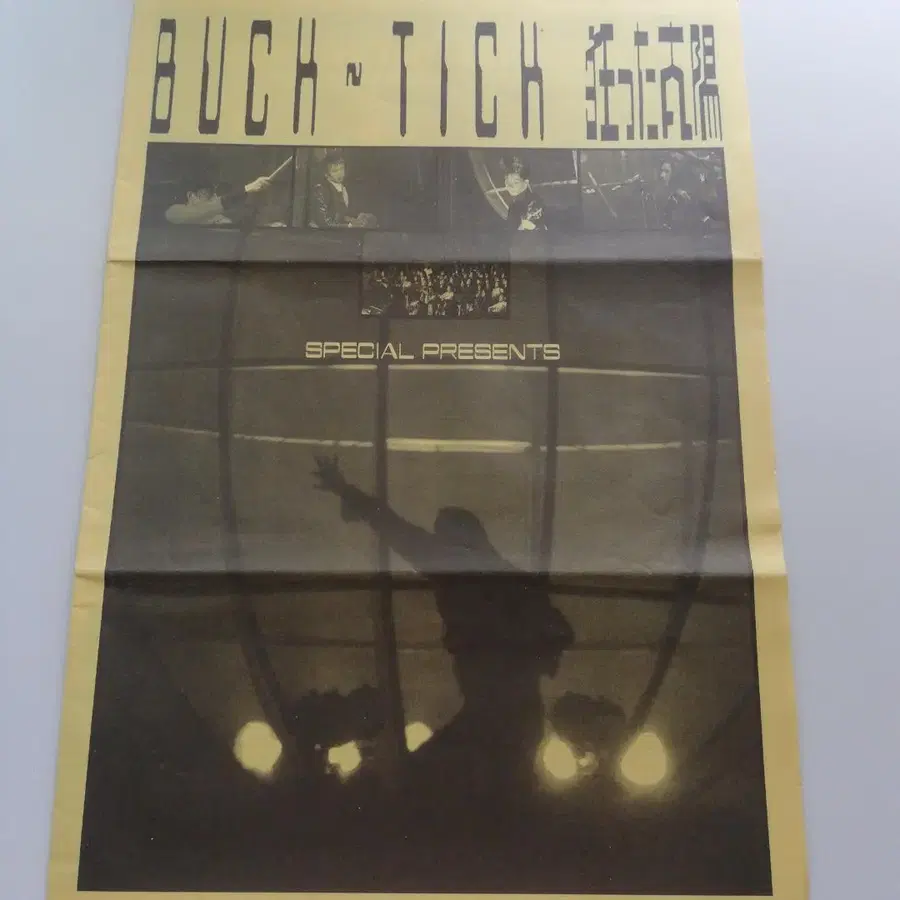 BUCK~TICK 狂った太陽
SPECIAL PRESENTS